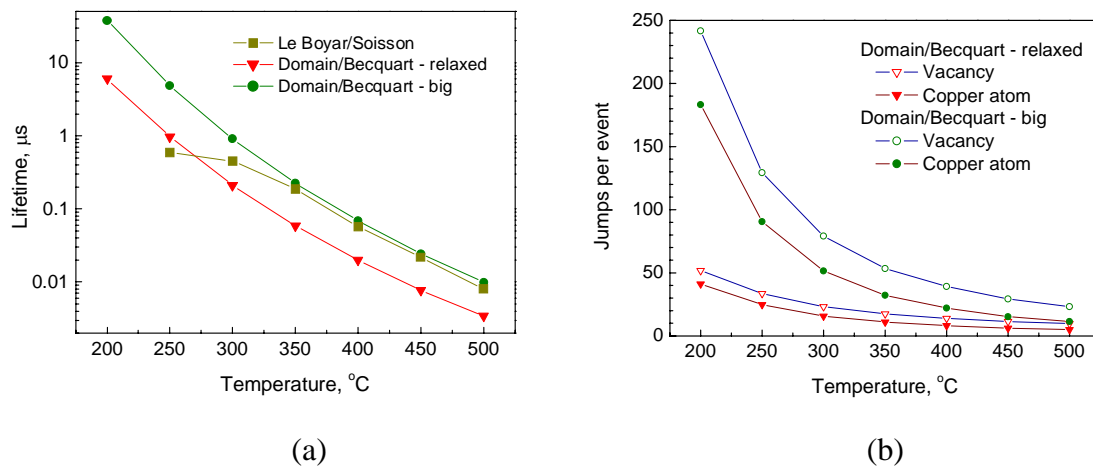 Lifetime, μs
10
1
0.1
0.01
Le Boyar/Soisson
Domain/Becquart - relaxed
Domain/Becquart - big
200 250 300 350 400 450 500
Temperature, °C
(a)
Jumps per event
250
200
150
100
50
0
Domain/Becquart - relaxed
Vacancy
Copper atom
Domain/Becquart - big
Vacancy
Copper atom
200 250 300 350 400 450 500
Temperature, °C
(b)